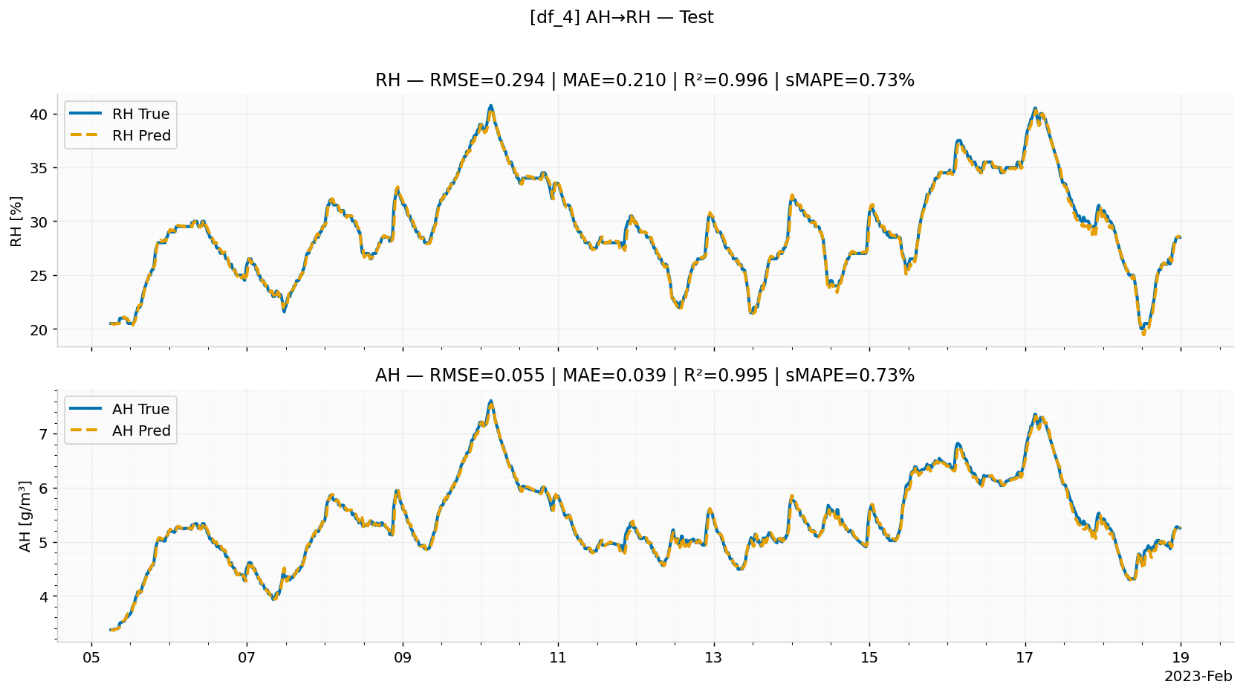 [df_4] AH→RH — Test
RH — RMSE=0.294 | MAE=0.210 | R²=0.996 | sMAPE=0.73%
RH True
RH Pred
RH [%]
40
35
30
25
20
AH — RMSE=0.055 | MAE=0.039 | R²=0.995 | sMAPE=0.73%
AH True
AH Pred
AH [g/m³]
7
6
5
4
05 07 09 11 13 15 17 19
2023-Feb